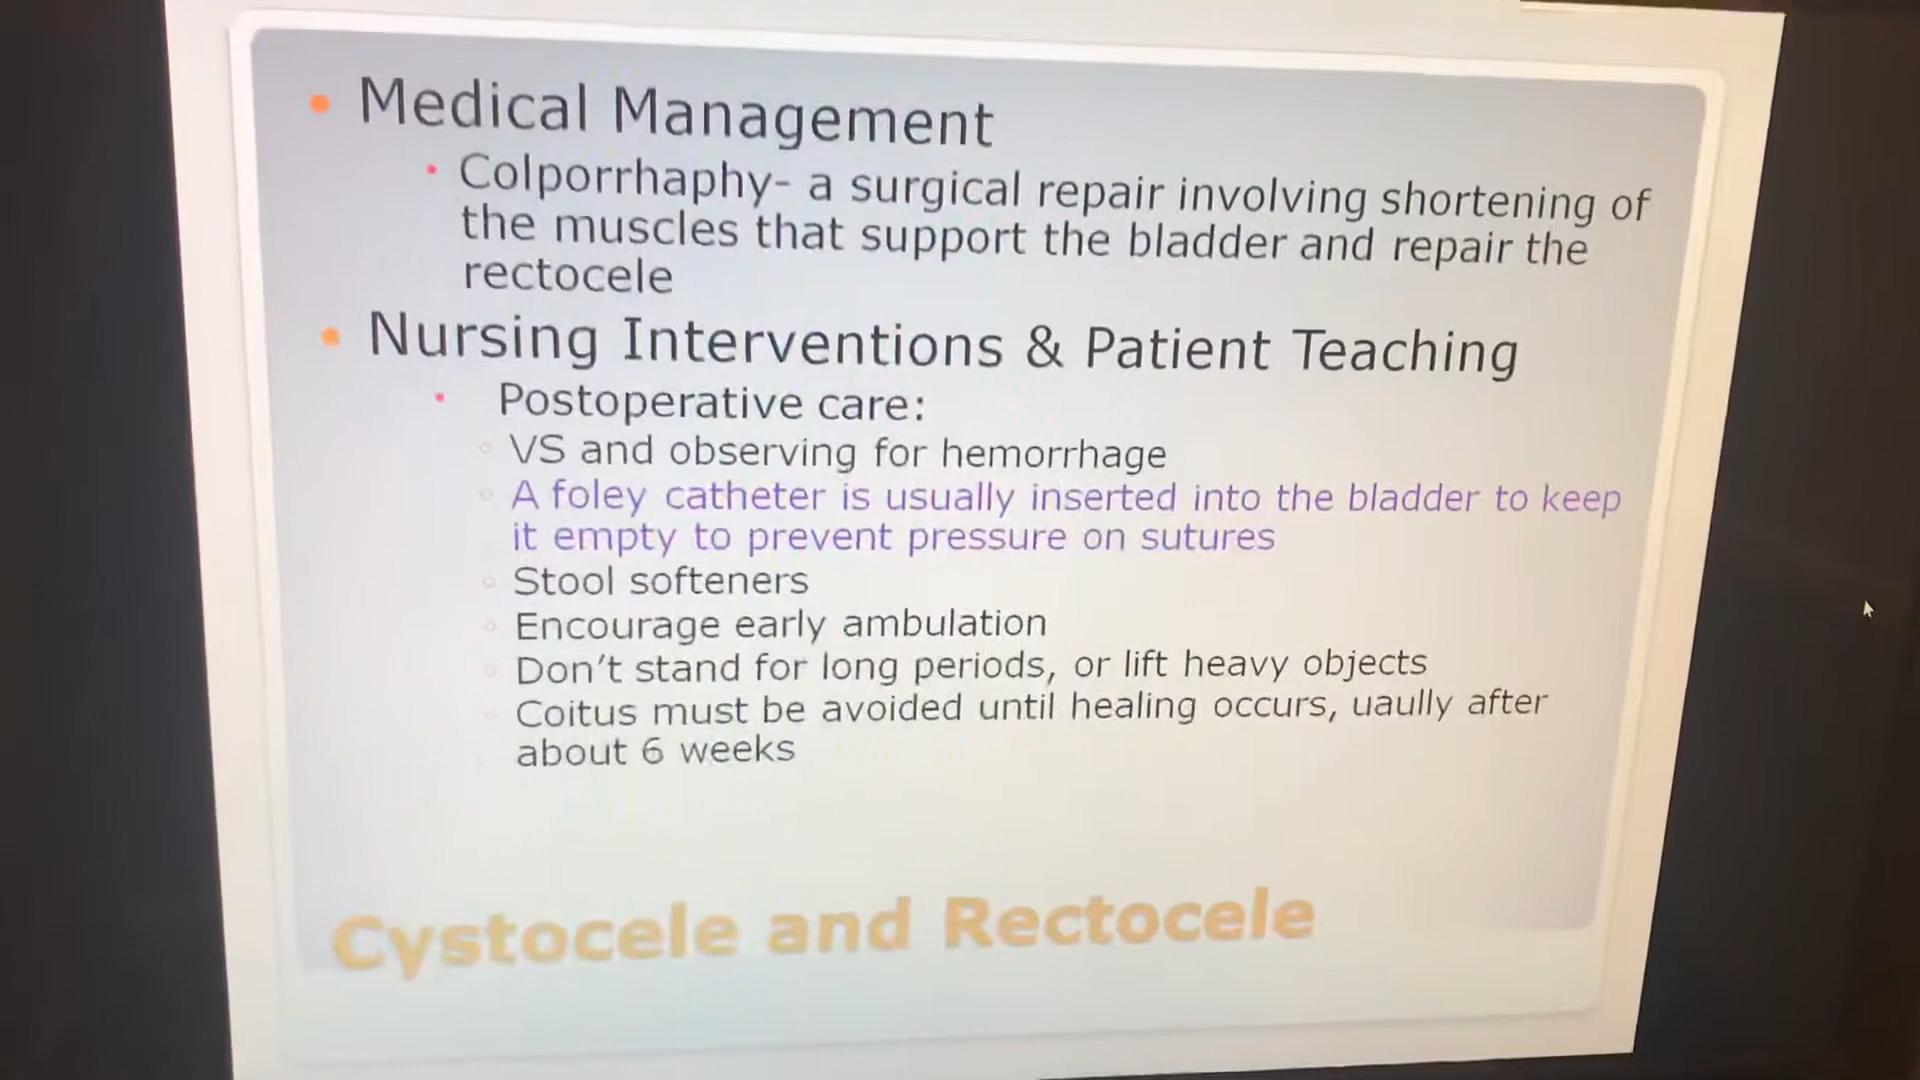 Medical Management
Colporrhaphy- a surgical repair involving shortening of
the muscles that support the bladder and repair the
rectocele
Nursing Interventions & Patient Teaching
Postoperative care:
VS and observing for hemorrhage
A foley catheter is usually inserted into the bladder to keep
it empty to prevent pressure on sutures
Stool softeners
Encourage early ambulation
Don't stand for long periods, or lift heavy objects
Coitus must be avoided until healing occurs, uaully after
about 6 weeks
Cystocele and Rectocele